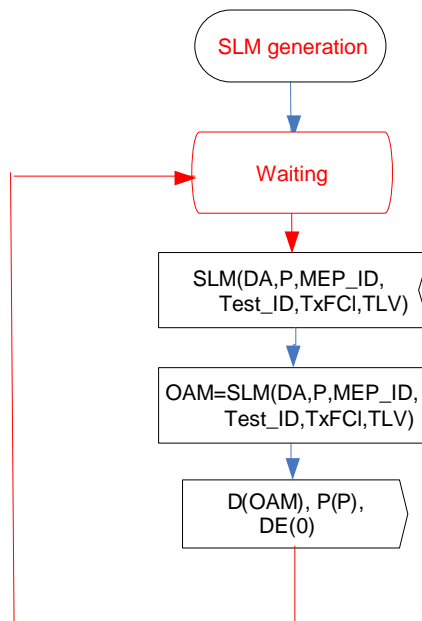 SLM generation
Waiting
SLM(DA,P,MEP_ID,
Test_ID,TxFCl,TLV)
OAM=SLM(DA,P,MEP_ID,
Test_ID,TxFCl,TLV)
D(OAM), P(P),
DE(0)